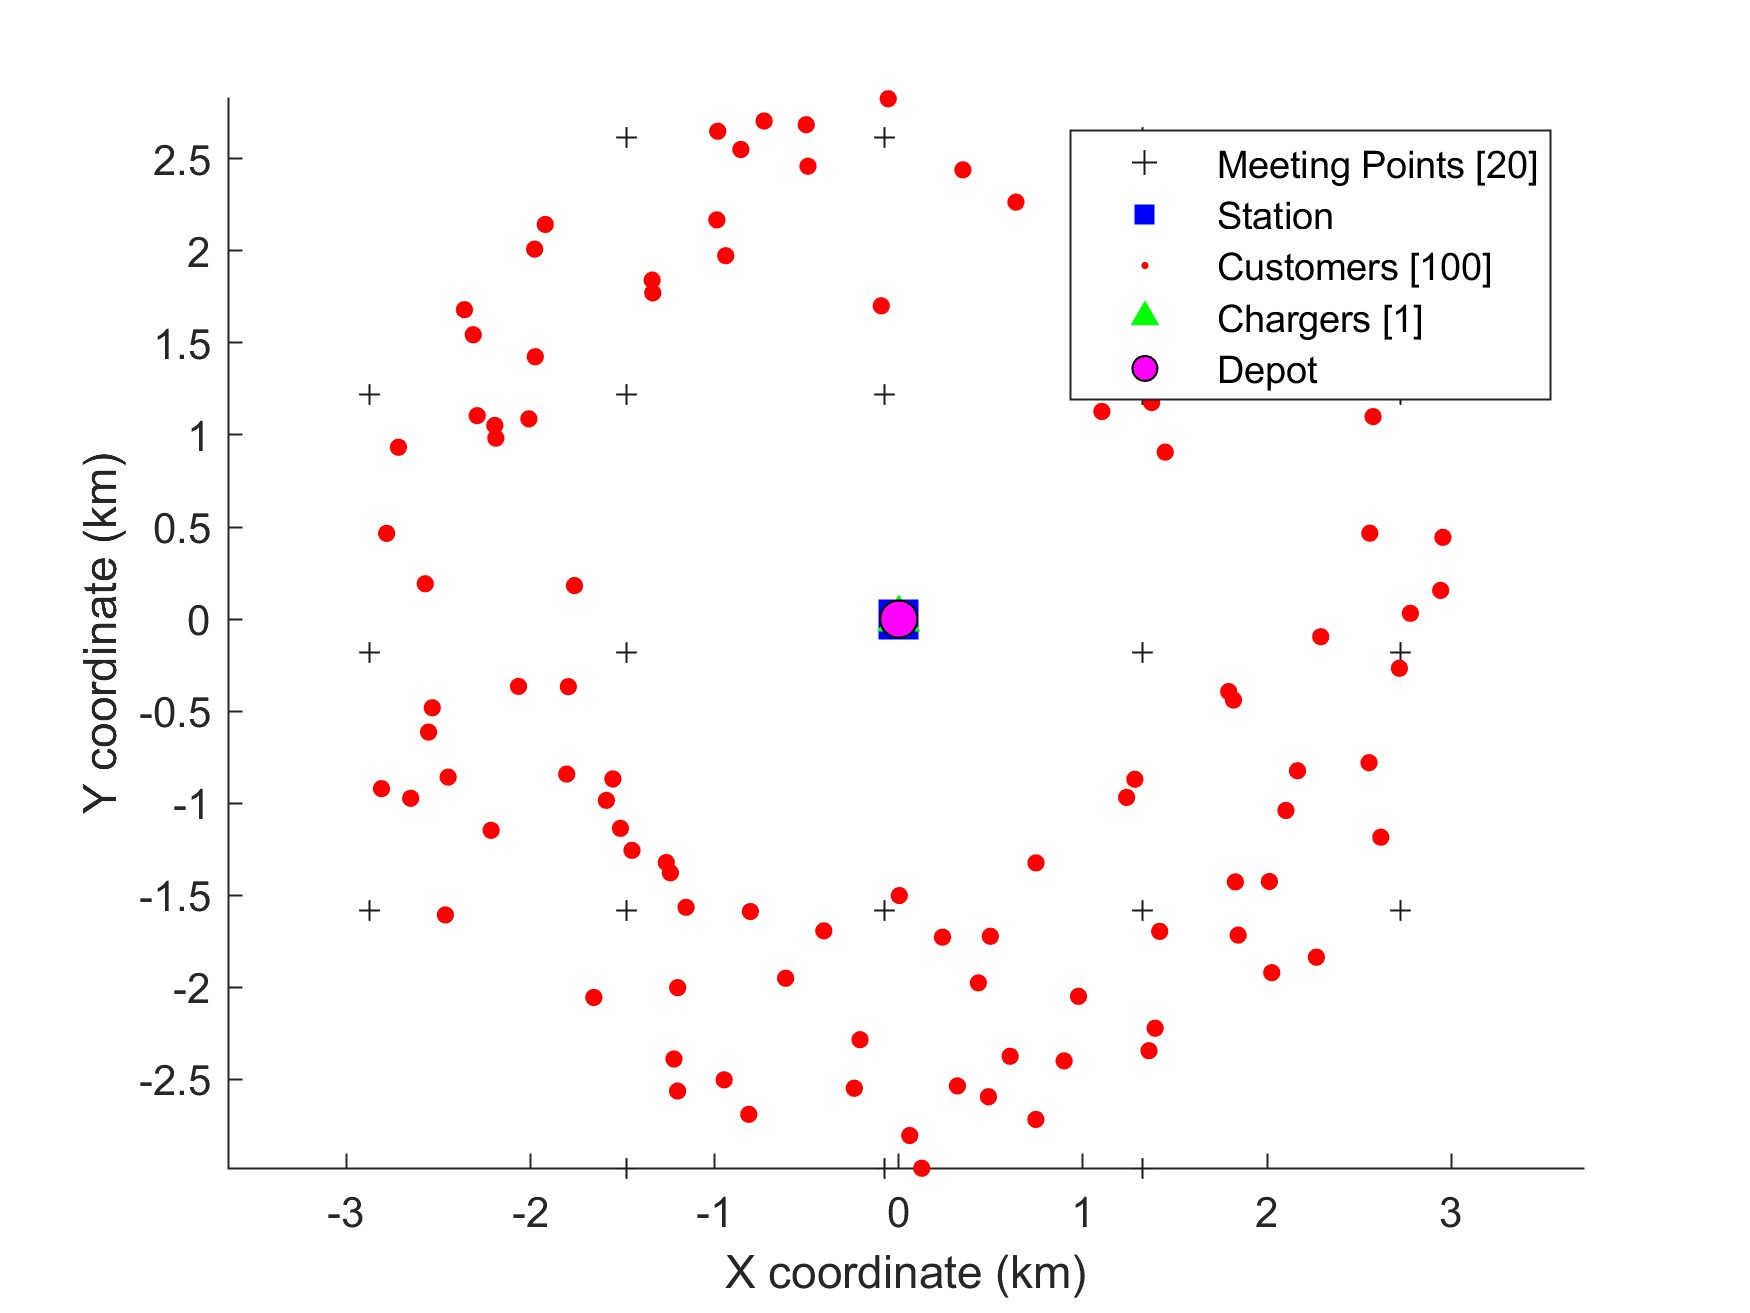 Meeting Points [20]
Station
Customers [100]
Chargers [1]
Depot
2.5
2
1.5
1
0.5
0
-0.5
-1
-1.5
-2
-2.5
Y coordinate (km)
-3 -2 -1 0 1 2 3
X coordinate (km)